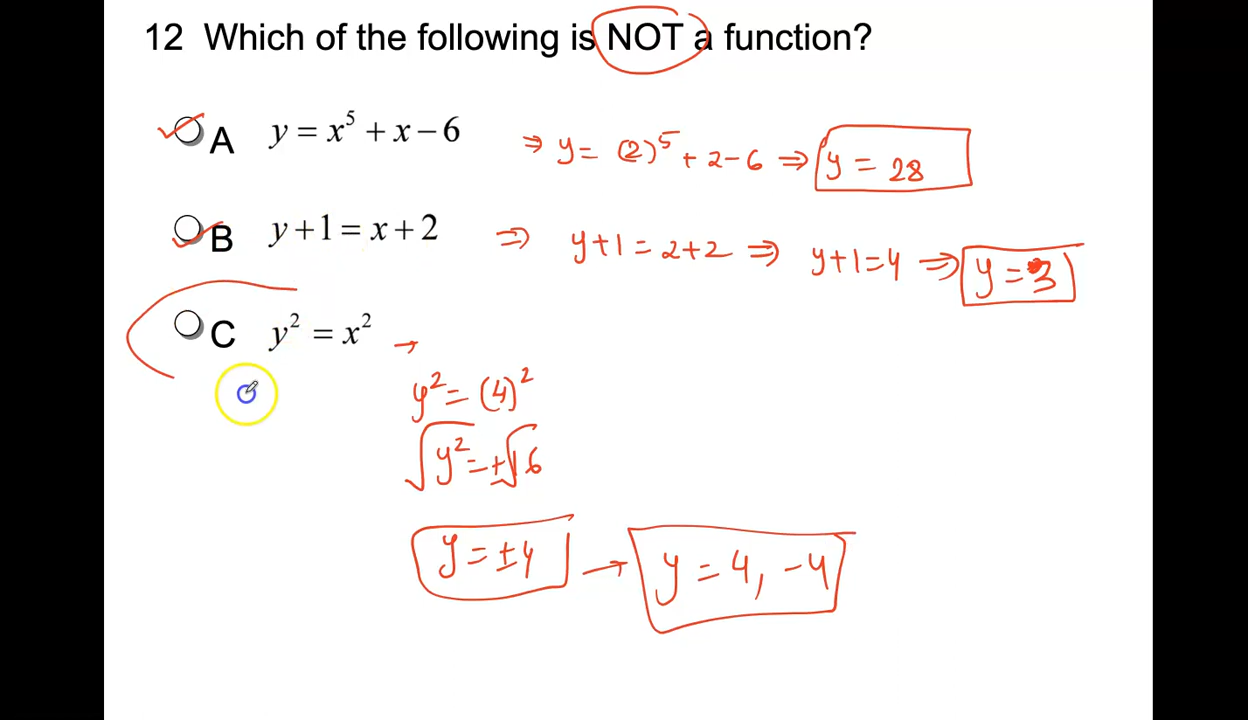 12 Which of the following is NOT a function?
A y = x⁵ + x − 6 ⇒ y = (2)⁵ + 2 − 6 ⇒ y = 28
B y + 1 = x + 2 ⇒ y+1 = 2+2 ⇒ y+1=4 ⇒ y = 3
C y² = x² →
y² = (4)²
√y² = ±√16
y = ±4 → y = 4, -4